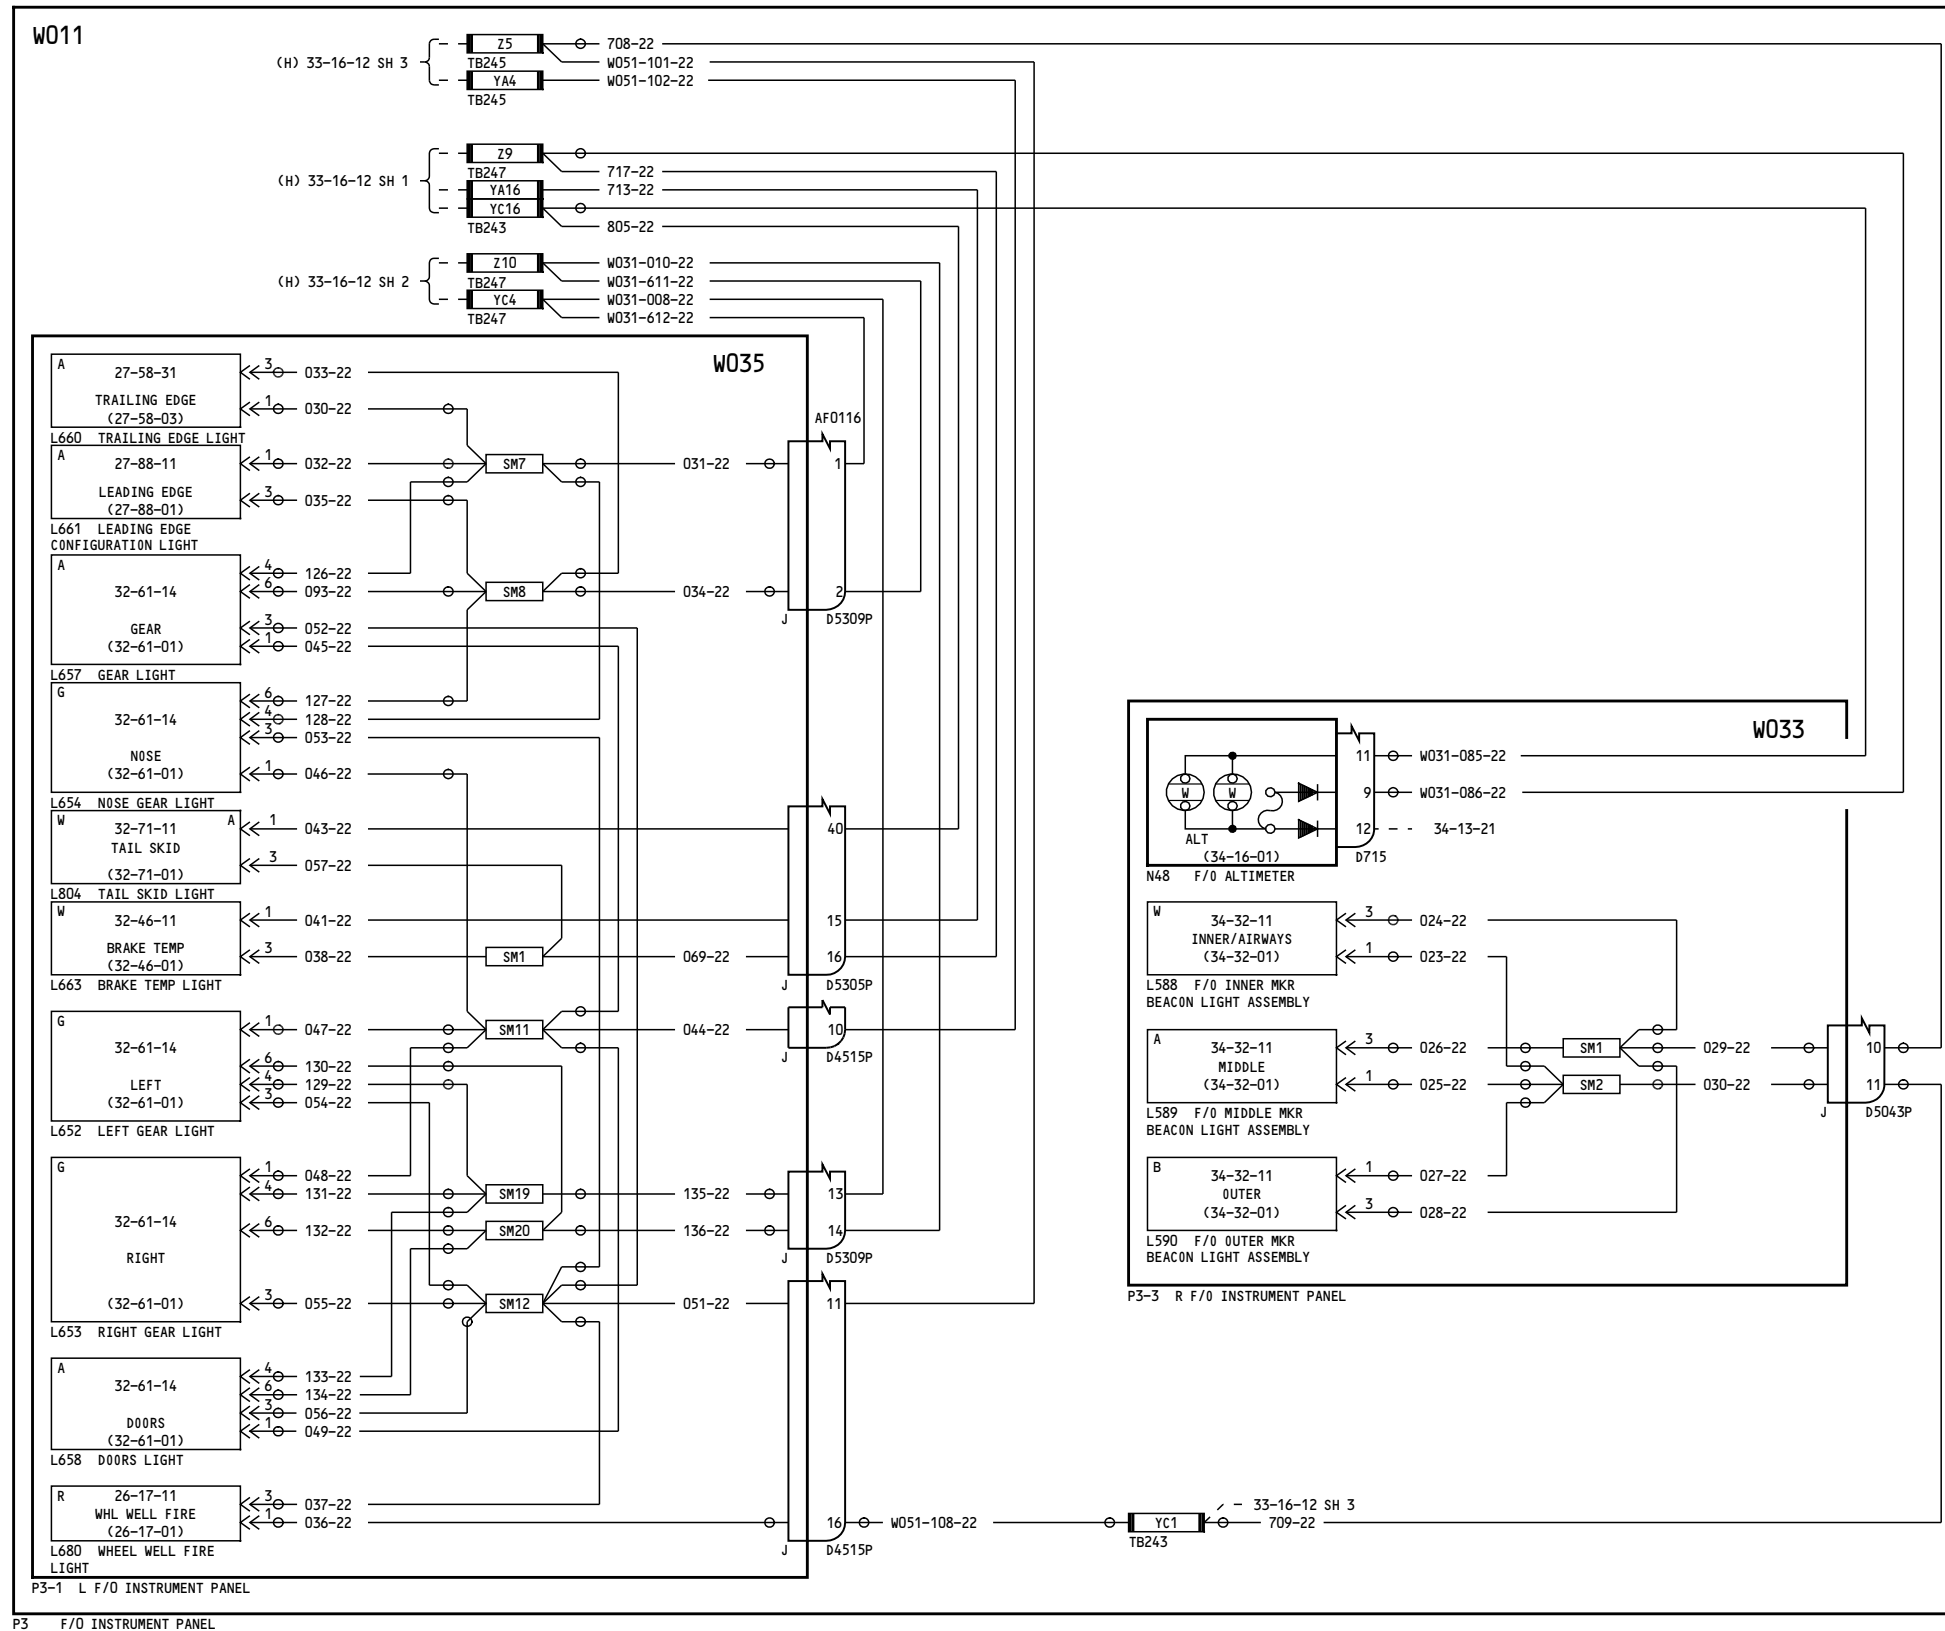 W011
(H) 33-16-12 SH 3
Z5
TB245
YA4
TB245
708-22
W051-101-22
W051-102-22
(H) 33-16-12 SH 1
Z9
TB247
YA16
YC16
TB243
717-22
713-22
805-22
(H) 33-16-12 SH 2
Z10
TB247
YC4
TB247
W031-010-22
W031-611-22
W031-008-22
W031-612-22
W035
A
27-58-31
TRAILING EDGE
(27-58-03)
L660 TRAILING EDGE LIGHT
3
033-22
1
030-22
A
27-88-11
LEADING EDGE
(27-88-01)
L661 LEADING EDGE
CONFIGURATION LIGHT
1
032-22
3
035-22
SM7
031-22
AF0116
1
A
32-61-14
GEAR
(32-61-01)
L657 GEAR LIGHT
4
126-22
6
093-22
3
052-22
1
045-22
SM8
034-22
2
J
D5309P
G
32-61-14
NOSE
(32-61-01)
L654 NOSE GEAR LIGHT
6
127-22
4
128-22
3
053-22
1
046-22
W
32-71-11
A
TAIL SKID
(32-71-01)
L804 TAIL SKID LIGHT
1
043-22
3
057-22
40
W
32-46-11
BRAKE TEMP
(32-46-01)
L663 BRAKE TEMP LIGHT
1
041-22
3
038-22
SM1
069-22
15
16
J
D5305P
G
32-61-14
LEFT
(32-61-01)
L652 LEFT GEAR LIGHT
1
047-22
6
130-22
4
129-22
3
054-22
SM11
044-22
10
J
D4515P
G
32-61-14
RIGHT
(32-61-01)
L653 RIGHT GEAR LIGHT
1
048-22
4
131-22
6
132-22
3
055-22
SM19
135-22
13
SM20
136-22
14
J
D5309P
SM12
051-22
11
A
32-61-14
DOORS
(32-61-01)
L658 DOORS LIGHT
4
133-22
6
134-22
3
056-22
1
049-22
R
26-17-11
WHL WELL FIRE
(26-17-01)
L680 WHEEL WELL FIRE
LIGHT
3
037-22
1
036-22
16
J
D4515P
W051-108-22
YC1
TB243
33-16-12 SH 3
709-22
P3-1 L F/O INSTRUMENT PANEL
W033
W
W
ALT
(34-16-01)
N48 F/O ALTIMETER
11
W031-085-22
9
W031-086-22
12
34-13-21
D715
W
34-32-11
INNER/AIRWAYS
(34-32-01)
L588 F/O INNER MKR
BEACON LIGHT ASSEMBLY
3
024-22
1
023-22
A
34-32-11
MIDDLE
(34-32-01)
L589 F/O MIDDLE MKR
BEACON LIGHT ASSEMBLY
3
026-22
1
025-22
SM1
029-22
10
SM2
030-22
11
J
D5043P
B
34-32-11
OUTER
(34-32-01)
L590 F/O OUTER MKR
BEACON LIGHT ASSEMBLY
1
027-22
3
028-22
P3-3 R F/O INSTRUMENT PANEL
P3 F/O INSTRUMENT PANEL